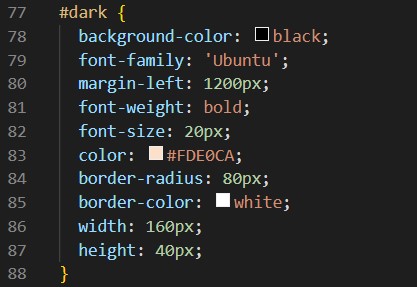 77 #dark {
78 background-color: black;
79 font-family: 'Ubuntu';
80 margin-left: 1200px;
81 font-weight: bold;
82 font-size: 20px;
83 color: #FDE0CA;
84 border-radius: 80px;
85 border-color: white;
86 width: 160px;
87 height: 40px;
88 }